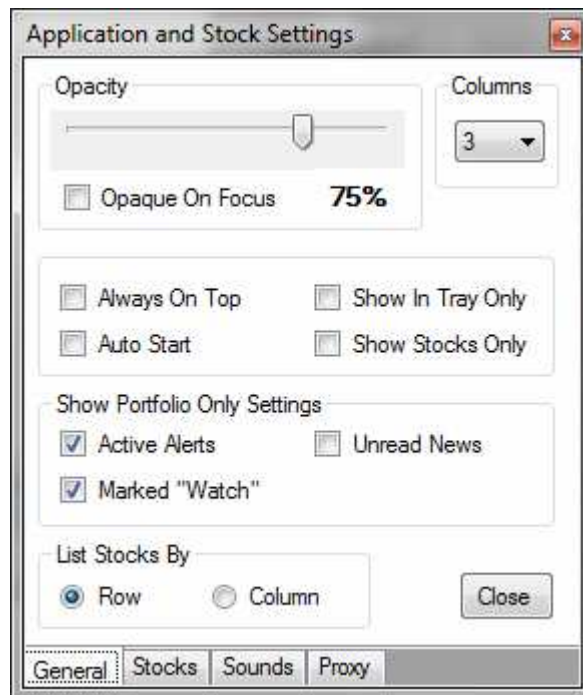 Application and Stock Settings
Opacity
Columns
3
Opaque On Focus 75%
Always On Top Show In Tray Only
Auto Start Show Stocks Only
Show Portfolio Only Settings
Active Alerts Unread News
Marked "Watch"
List Stocks By
Row Column Close
General Stocks Sounds Proxy